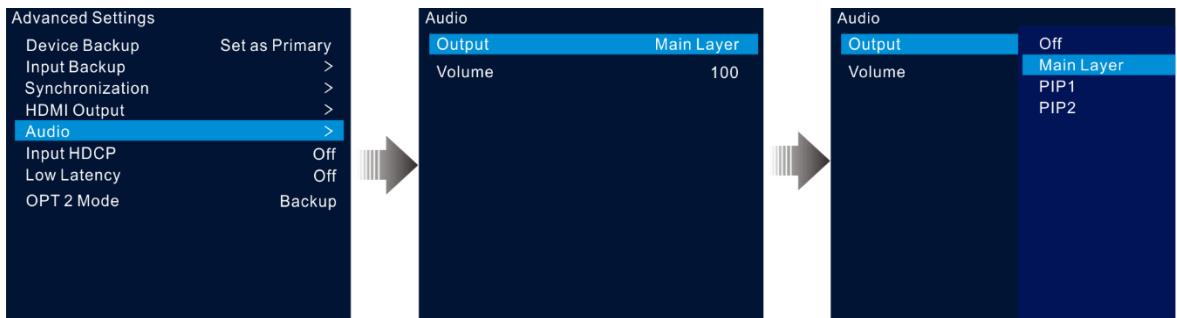 Advanced Settings
Device Backup Set as Primary
Input Backup >
Synchronization >
HDMI Output >
Audio >
Input HDCP Off
Low Latency Off
OPT 2 Mode Backup
Audio
Output Main Layer
Volume 100
Audio
Output Off
Main Layer
Volume PIP1
PIP2